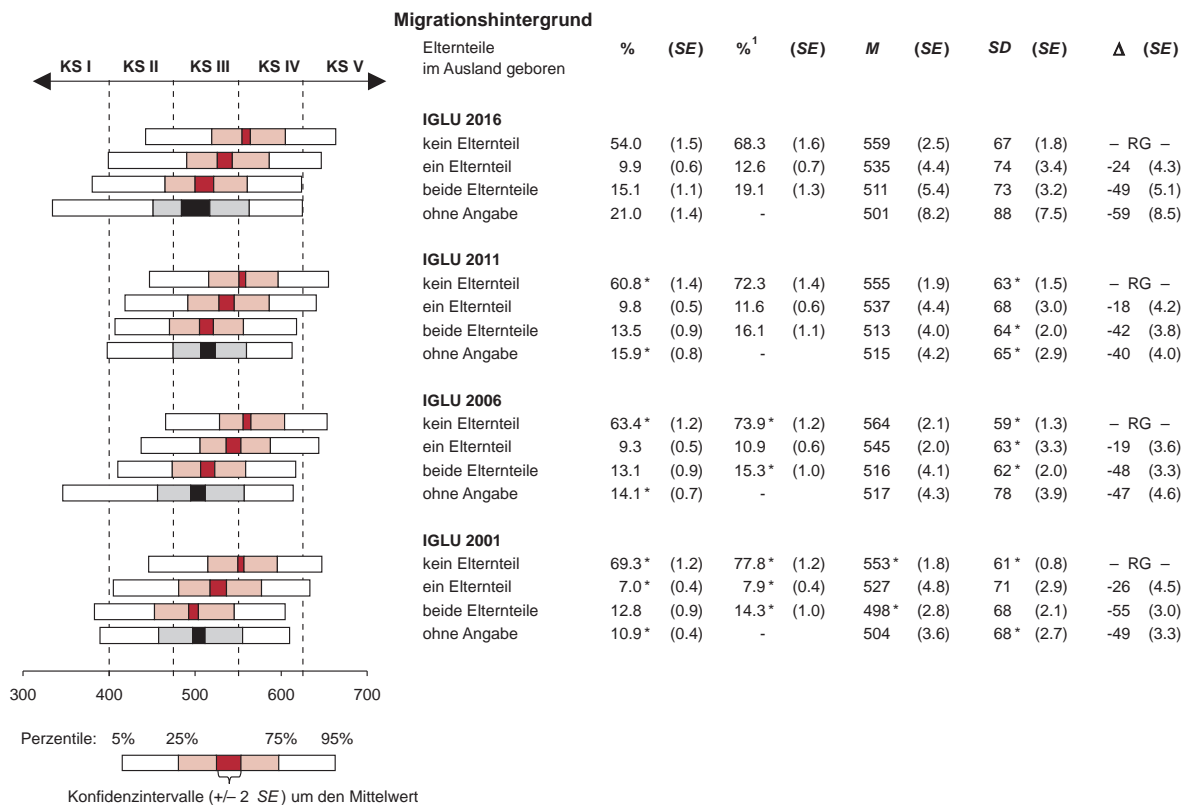 Migrationshintergrund
Elternteile % (SE) %1 (SE) M (SE) SD (SE) Δ (SE)
im Ausland geboren
KS I KS II KS III KS IV KS V
IGLU 2016
kein Elternteil 54.0 (1.5) 68.3 (1.6) 559 (2.5) 67 (1.8) – RG –
ein Elternteil 9.9 (0.6) 12.6 (0.7) 535 (4.4) 74 (3.4) -24 (4.3)
beide Elternteile 15.1 (1.1) 19.1 (1.3) 511 (5.4) 73 (3.2) -49 (5.1)
ohne Angabe 21.0 (1.4) - 501 (8.2) 88 (7.5) -59 (8.5)
IGLU 2011
kein Elternteil 60.8* (1.4) 72.3 (1.4) 555 (1.9) 63* (1.5) – RG –
ein Elternteil 9.8 (0.5) 11.6 (0.6) 537 (4.4) 68 (3.0) -18 (4.2)
beide Elternteile 13.5 (0.9) 16.1 (1.1) 513 (4.0) 64* (2.0) -42 (3.8)
ohne Angabe 15.9* (0.8) - 515 (4.2) 65* (2.9) -40 (4.0)
IGLU 2006
kein Elternteil 63.4* (1.2) 73.9* (1.2) 564 (2.1) 59* (1.3) – RG –
ein Elternteil 9.3 (0.5) 10.9 (0.6) 545 (2.0) 63* (3.3) -19 (3.6)
beide Elternteile 13.1 (0.9) 15.3* (1.0) 516 (4.1) 62* (2.0) -48 (3.3)
ohne Angabe 14.1* (0.7) - 517 (4.3) 78 (3.9) -47 (4.6)
IGLU 2001
kein Elternteil 69.3* (1.2) 77.8* (1.2) 553* (1.8) 61* (0.8) – RG –
ein Elternteil 7.0* (0.4) 7.9* (0.4) 527 (4.8) 71 (2.9) -26 (4.5)
beide Elternteile 12.8 (0.9) 14.3* (1.0) 498* (2.8) 68 (2.1) -55 (3.0)
ohne Angabe 10.9* (0.4) - 504 (3.6) 68* (2.7) -49 (3.3)
300 400 500 600 700
Perzentile: 5% 25% 75% 95%
Konfidenzintervalle (+/– 2 SE) um den Mittelwert